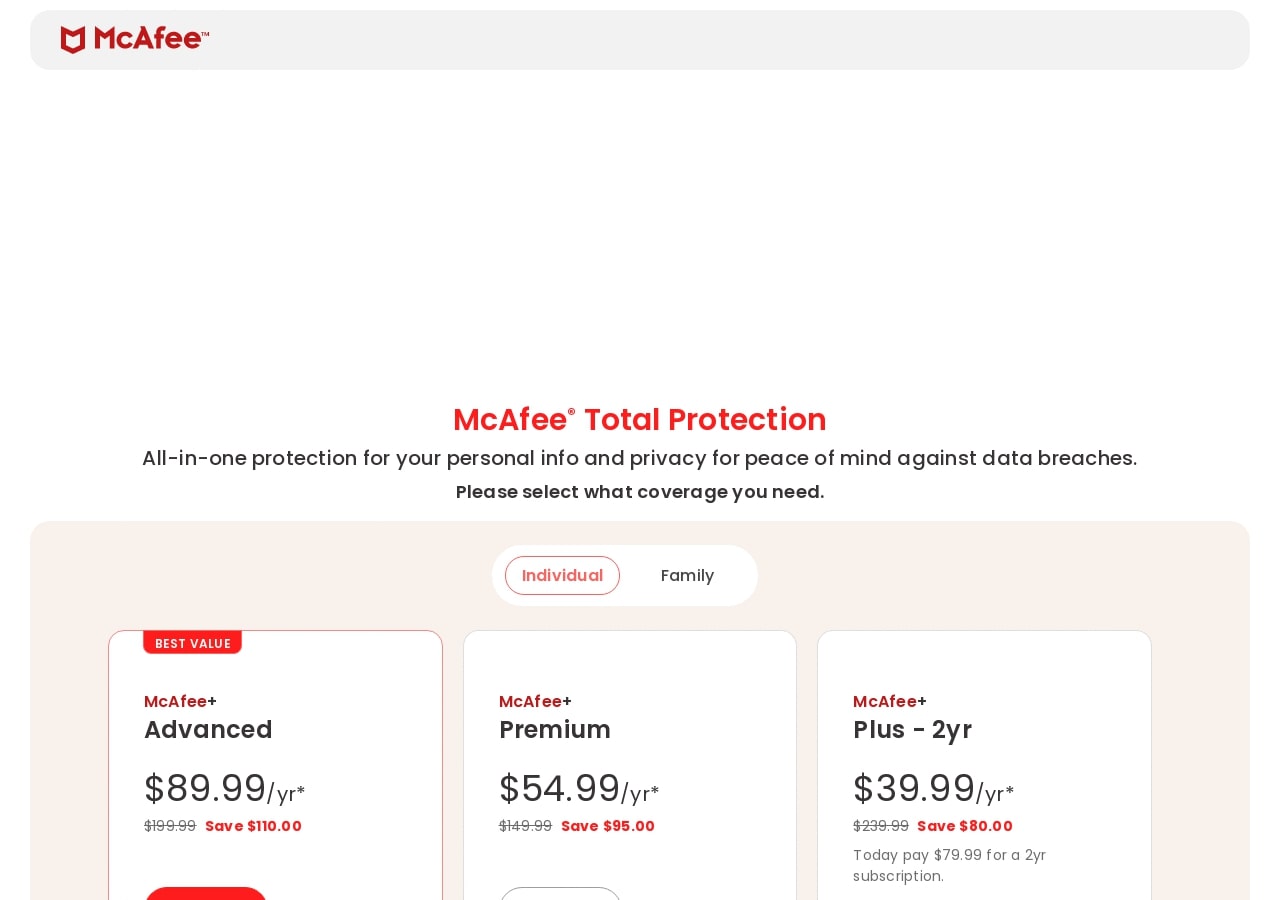 McAfee™
McAfee® Total Protection
All-in-one protection for your personal info and privacy for peace of mind against data breaches.
Please select what coverage you need.
Individual
Family
BEST VALUE
McAfee+
Advanced
$89.99/yr*
$199.99 Save $110.00
McAfee+
Premium
$54.99/yr*
$149.99 Save $95.00
McAfee+
Plus - 2yr
$39.99/yr*
$239.99 Save $80.00
Today pay $79.99 for a 2yr
subscription.